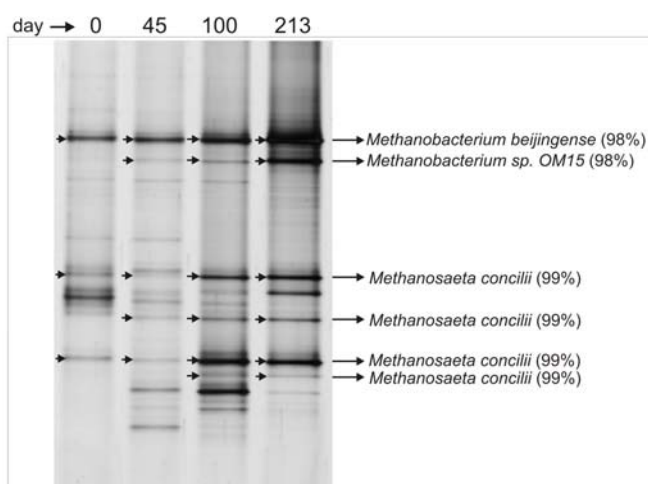 day → 0 45 100 213
Methanobacterium beijingense (98%)
Methanobacterium sp. OM15 (98%)
Methanosaeta concilii (99%)
Methanosaeta concilii (99%)
Methanosaeta concilii (99%)
Methanosaeta concilii (99%)